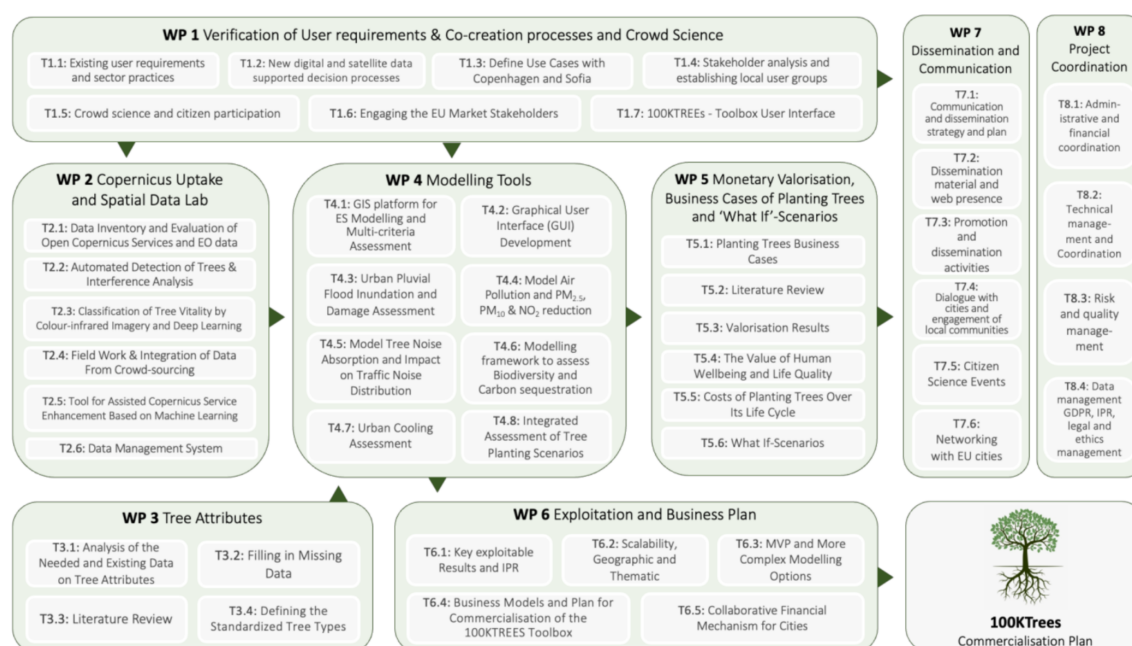 WP 1 Verification of User requirements & Co-creation processes and Crowd Science
T1.1: Existing user requirements
and sector practices
T1.2: New digital and satellite data
supported decision processes
T1.3: Define Use Cases with
Copenhagen and Sofia
T1.4: Stakeholder analysis and
establishing local user groups
T1.5: Crowd science and citizen participation
T1.6: Engaging the EU Market Stakeholders
T1.7: 100KTREEs - Toolbox User Interface
WP 2 Copernicus Uptake
and Spatial Data Lab
T2.1: Data Inventory and Evaluation of
Open Copernicus Services and EO data
T2.2: Automated Detection of Trees &
Interference Analysis
T2.3: Classification of Tree Vitality by
Colour-infrared Imagery and Deep Learning
T2.4: Field Work & Integration of Data
From Crowd-sourcing
T2.5: Tool for Assisted Copernicus Service
Enhancement Based on Machine Learning
T2.6: Data Management System
WP 4 Modelling Tools
T4.1: GIS platform for
ES Modelling and
Multi-criteria
Assessment
T4.2: Graphical User
Interface (GUI)
Development
T4.3: Urban Pluvial
Flood Inundation and
Damage Assessment
T4.4: Model Air
Pollution and PM2.5,
PM10 & NO2 reduction
T4.5: Model Tree Noise
Absorption and Impact
on Traffic Noise
Distribution
T4.6: Modelling
framework to assess
Biodiversity and
Carbon sequestration
T4.7: Urban Cooling
Assessment
T4.8: Integrated
Assessment of Tree
Planting Scenarios
WP 5 Monetary Valorisation,
Business Cases of Planting Trees
and ‘What If’-Scenarios
T5.1: Planting Trees Business
Cases
T5.2: Literature Review
T5.3: Valorisation Results
T5.4: The Value of Human
Wellbeing and Life Quality
T5.5: Costs of Planting Trees Over
Its Life Cycle
T5.6: What If-Scenarios
WP 7
Dissemination and
Communication
T7.1:
Communication
and dissemination
strategy and plan
T7.2:
Dissemination
material and
web presence
T7.3: Promotion
and
dissemination
activities
T7.4:
Dialogue with
cities and
engagement of
local communities
T7.5: Citizen
Science Events
T7.6:
Networking
with EU cities
WP 8
Project
Coordination
T8.1: Admin-
istrative and
financial
coordination
T8.2:
Technical
manage-
ment and
Coordination
T8.3: Risk
and quality
manage-
ment
T8.4: Data
management
GDPR, IPR,
legal and
ethics
management
WP 3 Tree Attributes
T3.1: Analysis of the
Needed and Existing Data
on Tree Attributes
T3.2: Filling in Missing
Data
T3.3: Literature Review
T3.4: Defining the
Standardized Tree Types
WP 6 Exploitation and Business Plan
T6.1: Key exploitable
Results and IPR
T6.2: Scalability,
Geographic and
Thematic
T6.3: MVP and More
Complex Modelling
Options
T6.4: Business Models and Plan for
Commercialisation of the
100KTREES Toolbox
T6.5: Collaborative Financial
Mechanism for Cities
100KTrees
Commercialisation Plan